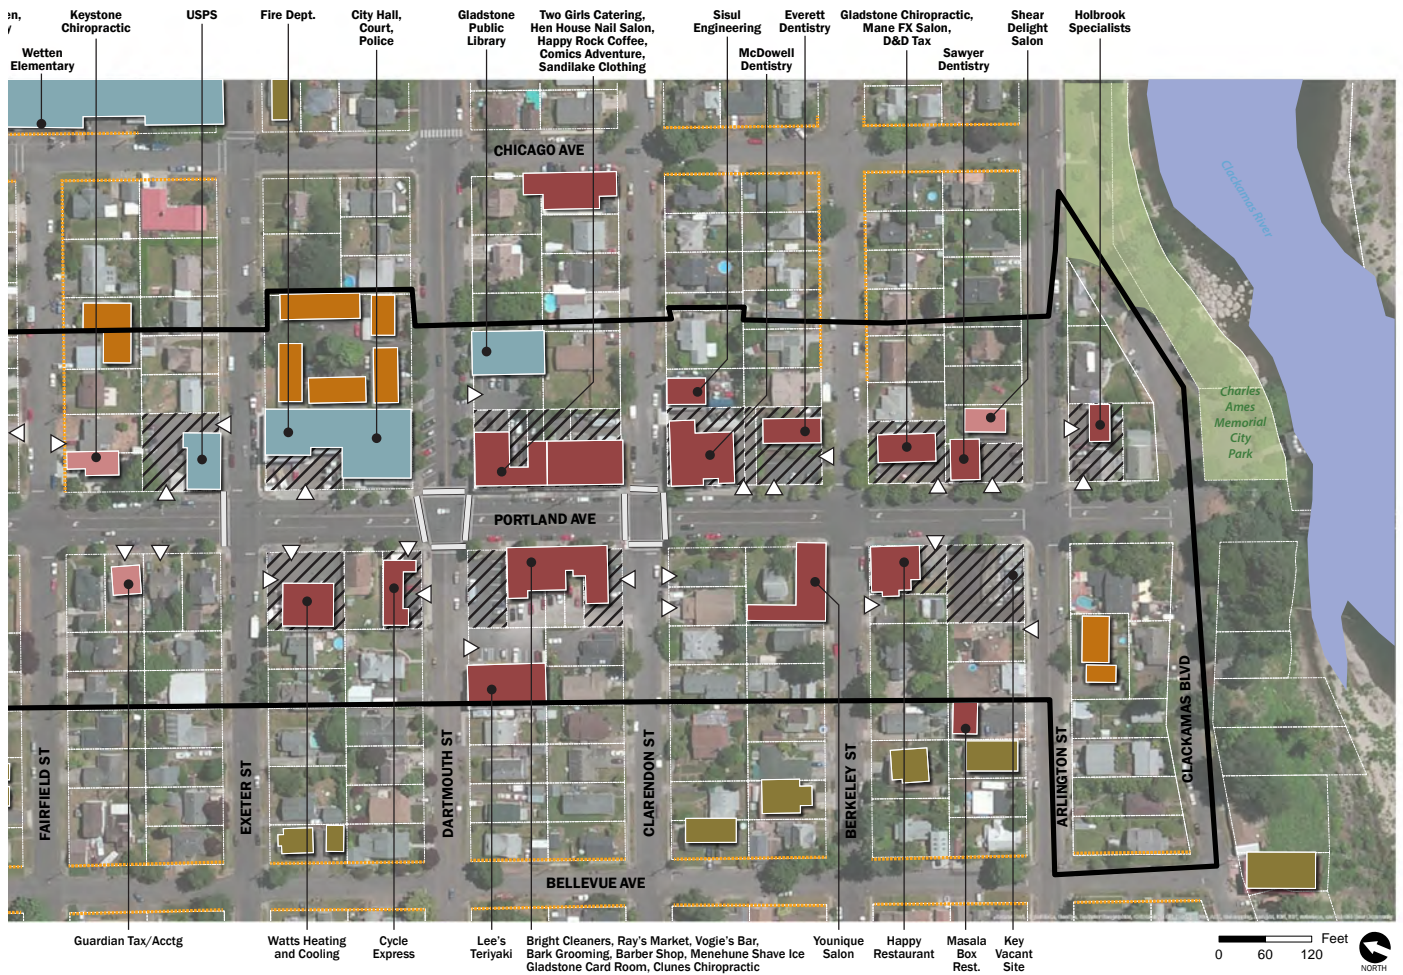 en,
y
Wetten
Elementary
Keystone
Chiropractic
USPS
Fire Dept.
City Hall,
Court,
Police
Gladstone
Public
Library
Two Girls Catering,
Hen House Nail Salon,
Happy Rock Coffee,
Comics Adventure,
Sandilake Clothing
Sisul
Engineering
McDowell
Dentistry
Everett
Dentistry
Gladstone Chiropractic,
Mane FX Salon,
D&D Tax
Sawyer
Dentistry
Shear
Delight
Salon
Holbrook
Specialists
CHICAGO AVE
Clackamas River
Charles
Ames
Memorial
City
Park
PORTLAND AVE
FAIRFIELD ST
EXETER ST
DARTMOUTH ST
CLARENDON ST
BERKELEY ST
ARLINGTON ST
CLACKAMAS BLVD
BELLEVUE AVE
Guardian Tax/Acctg
Watts Heating
and Cooling
Cycle
Express
Lee's
Teriyaki
Bright Cleaners, Ray's Market, Vogie's Bar,
Bark Grooming, Barber Shop, Menehune Shave Ice
Gladstone Card Room, Clunes Chiropractic
Younique
Salon
Happy
Restaurant
Masala
Box
Rest.
Key
Vacant
Site
Feet
0 60 120
NORTH